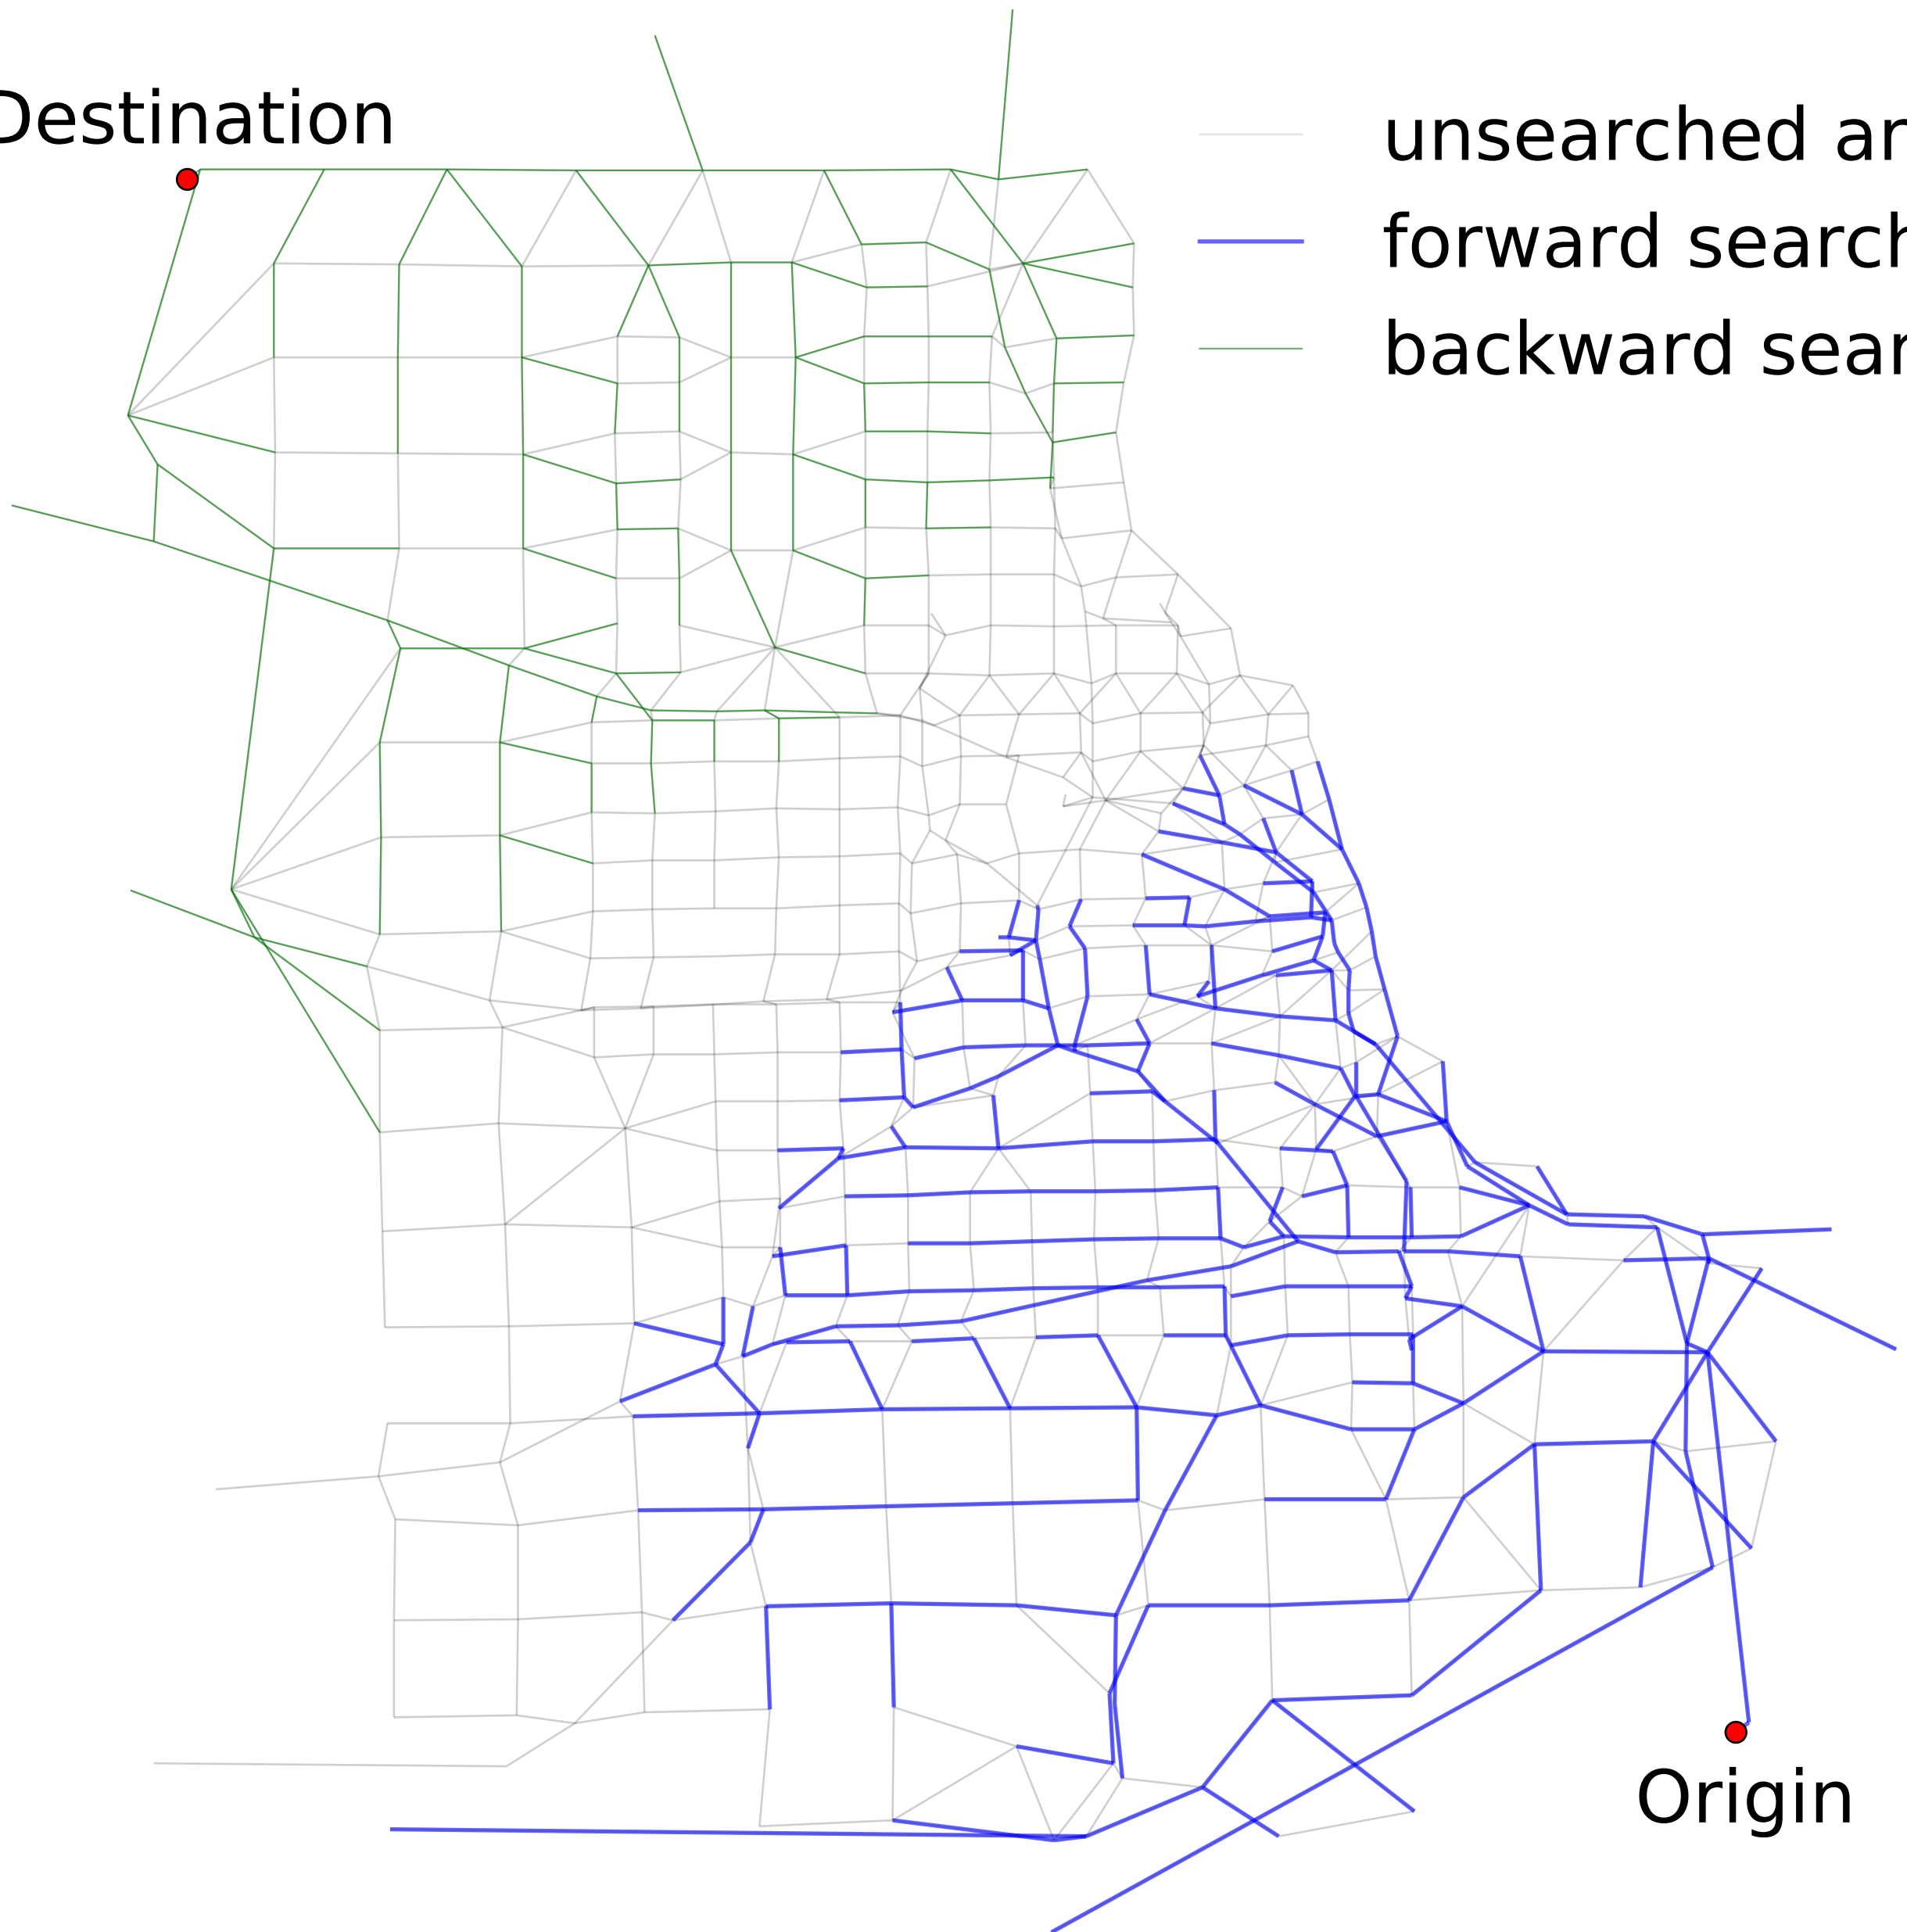 Destination
unsearched ar
forward search
backward sear
Origin